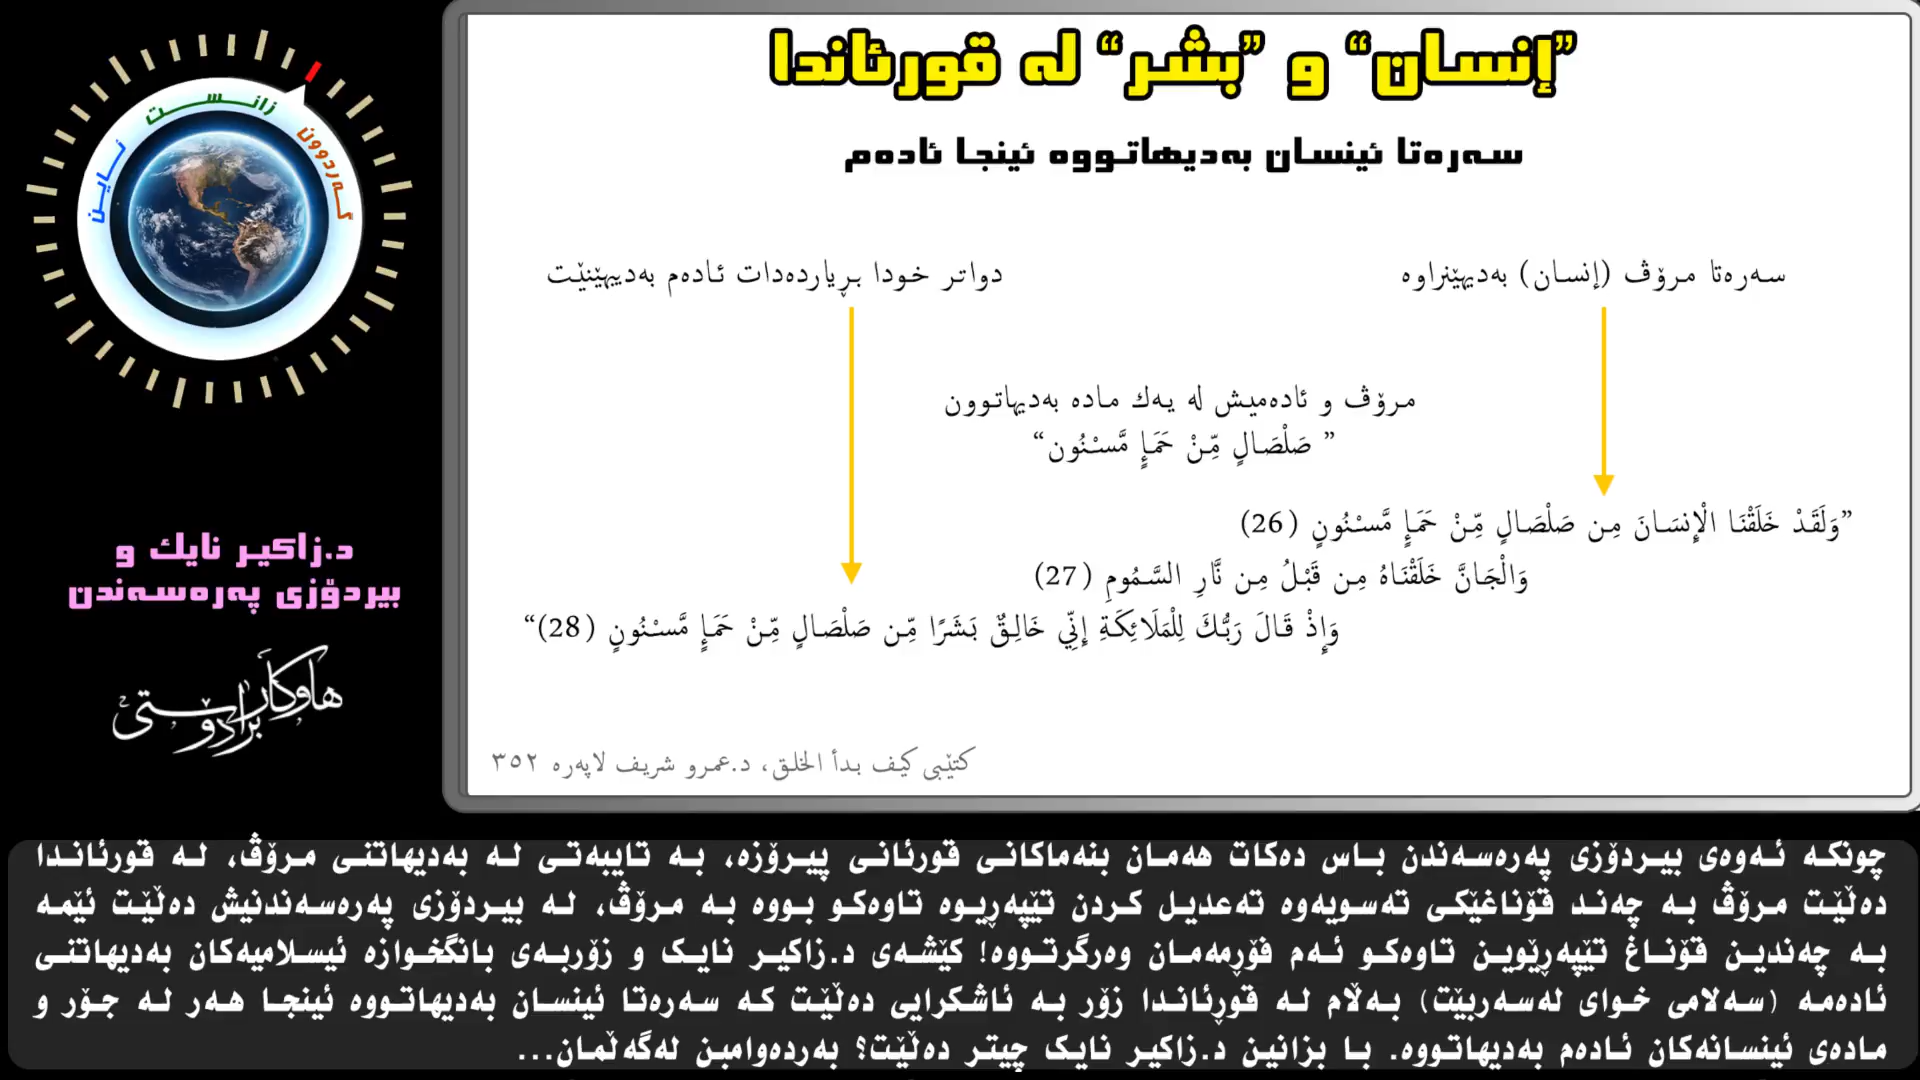 ”إنسان“ و ”بشر“ لە قورئاندا
سەرەتا ئینسان بەدیهاتووە ئینجا ئادەم
سەرەتا مرۆڤ (إنسان) بەدیهێنراوە
دواتر خودا بڕیاردەدات ئادەم بەدیبهێنێت
مرۆڤ و ئادەمیش لە یەك مادە بەدیهاتوون
” صَلْصَالٍ مِّنْ حَمَإٍ مَّسْنُون“
”وَلَقَدْ خَلَقْنَا الْإِنسَانَ مِن صَلْصَالٍ مِّنْ حَمَإٍ مَّسْنُونٍ (26)
وَالْجَانَّ خَلَقْنَاهُ مِن قَبْلُ مِن نَّارِ السَّمُومِ (27)
وَإِذْ قَالَ رَبُّكَ لِلْمَلَائِكَةِ إِنِّي خَالِقٌ بَشَرًا مِّن صَلْصَالٍ مِّنْ حَمَإٍ مَّسْنُونٍ (28)“
كتێبی كیف بدأ الخلق، د.عمرو شریف لاپەرە ٣٥٢
گەردوون
زانست
ئاین
د.زاکیر نایك و
بیردۆزی پەرەسەندن
هاوکار برادۆستی
چونکە ئەوەی بیردۆزی پەرەسەندن باس دەکات هەمان بنەماکانی قورئانی پیرۆزە، بە تایبەتی لە بەدیهاتنی مرۆڤ، لە قورئاندا
دەڵێت مرۆڤ بە چەند قۆناغێکی تەسویەوە تەعدیل کردن تێپەڕیوە تاوەکو بووە بە مرۆڤ، لە بیردۆزی پەرەسەندنیش دەڵێت ئێمە
بە چەندین قۆناغ تێپەڕێوین تاوەکو ئەم فۆڕمەمان وەرگرتووە! کێشەی د.زاکیر نایک و زۆربەی بانگخوازە ئیسلامیەکان بەدیهاتنی
ئادەمە (سەلامی خوای لەسەربێت) بەڵام لە قورئاندا زۆر بە ئاشکرایی دەڵێت کە سەرەتا ئینسان بەدیهاتووە ئینجا هەر لە جۆر و
مادەی ئینسانەکان ئادەم بەدیهاتووە. با بزانین د.زاکیر نایک چیتر دەڵێت؟ بەردەوامبن لەگەڵمان...